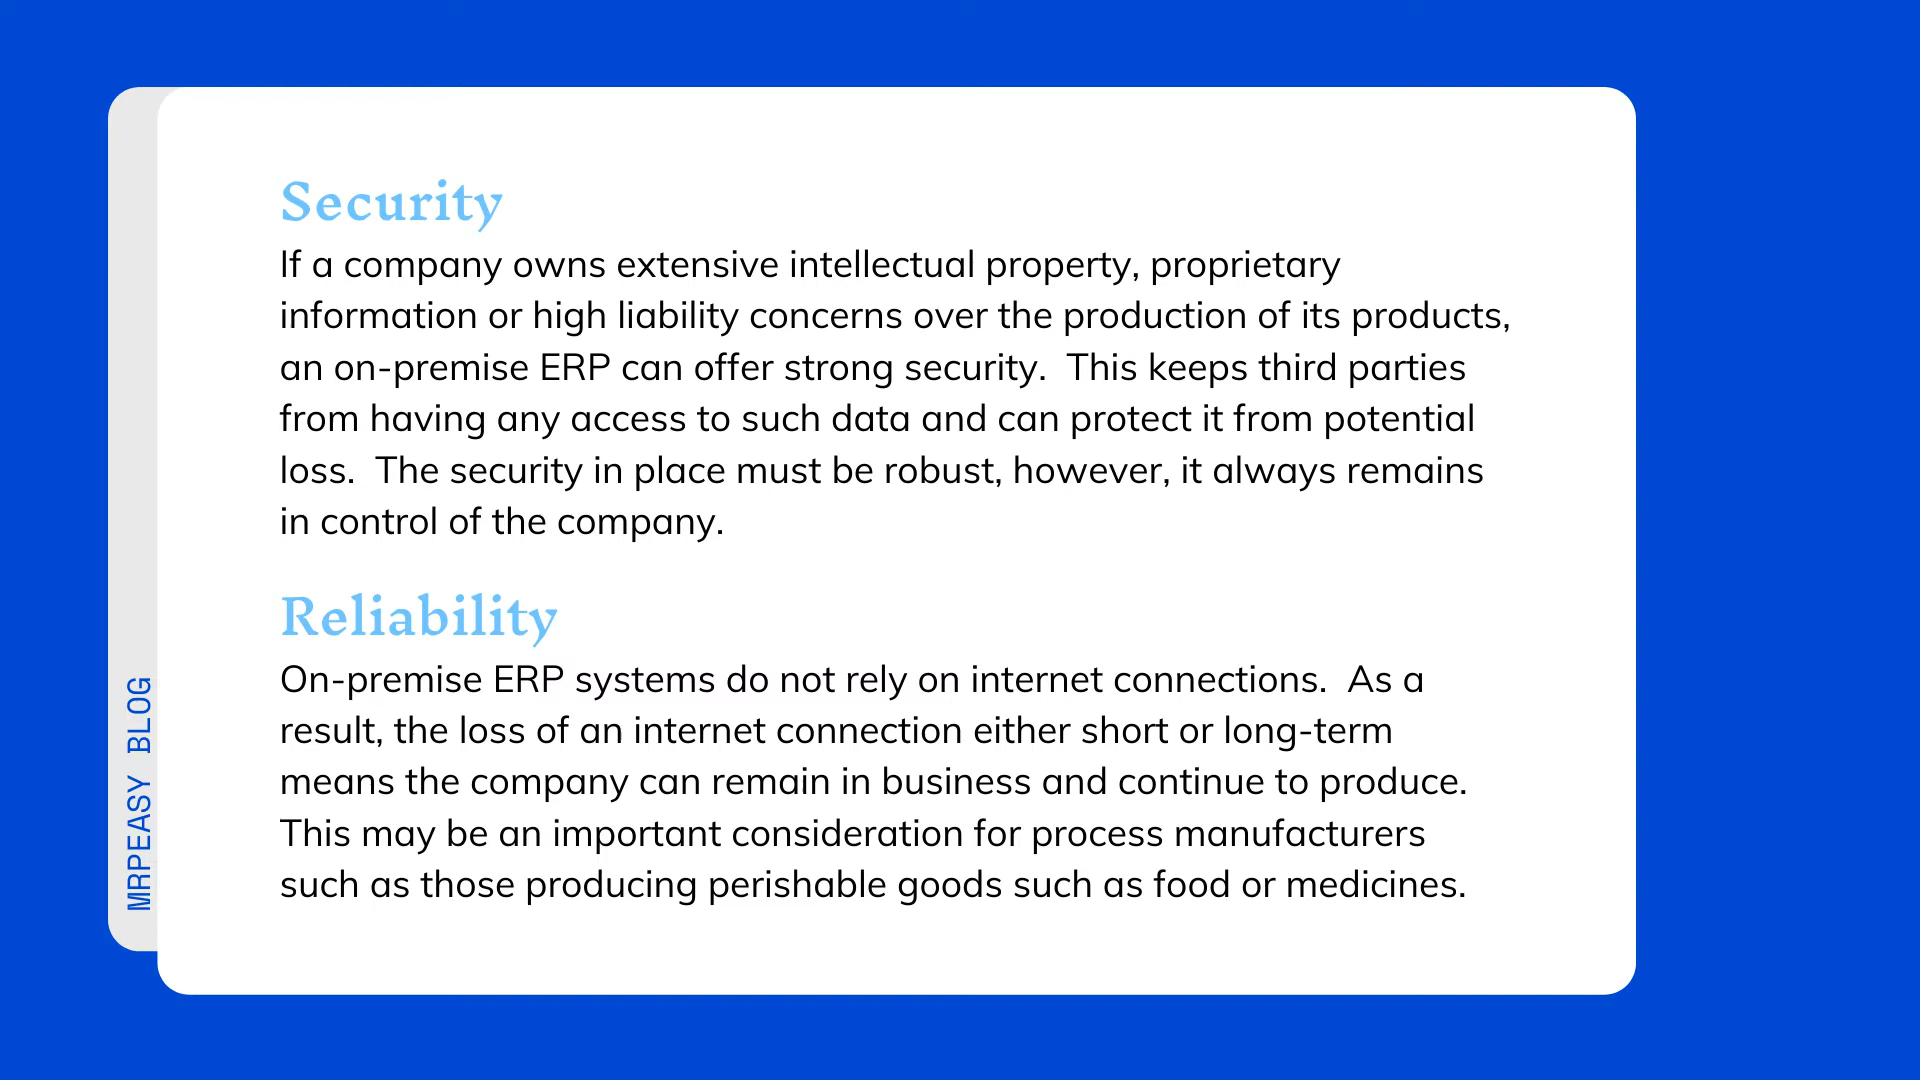 Security
If a company owns extensive intellectual property, proprietary
information or high liability concerns over the production of its products,
an on-premise ERP can offer strong security.  This keeps third parties
from having any access to such data and can protect it from potential
loss.  The security in place must be robust, however, it always remains
in control of the company.
Reliability
On-premise ERP systems do not rely on internet connections.  As a
result, the loss of an internet connection either short or long-term
means the company can remain in business and continue to produce.
This may be an important consideration for process manufacturers
such as those producing perishable goods such as food or medicines.
MRPEASY BLOG